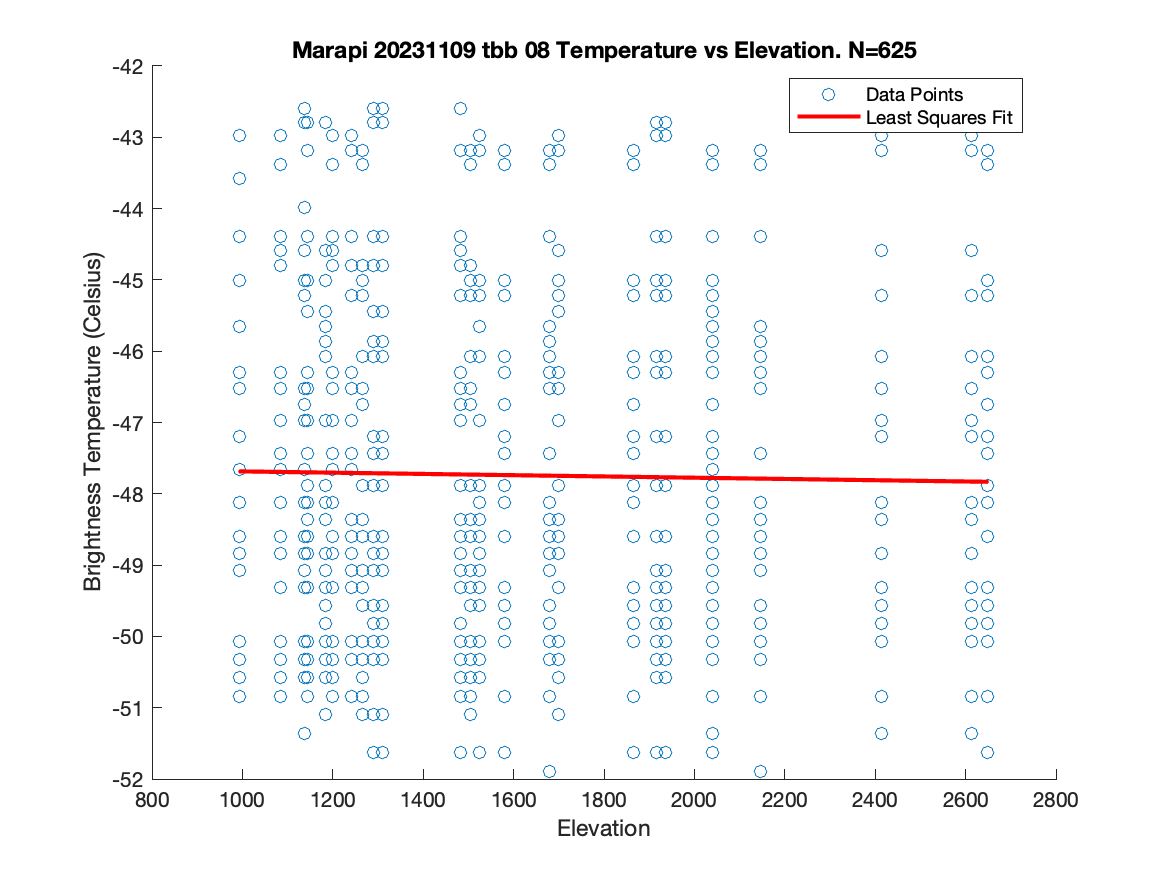 Marapi 20231109 tbb 08 Temperature vs Elevation. N=625
Data Points
Least Squares Fit
Brightness Temperature (Celsius)
-42
-43
-44
-45
-46
-47
-48
-49
-50
-51
-52
800 1000 1200 1400 1600 1800 2000 2200 2400 2600 2800
Elevation